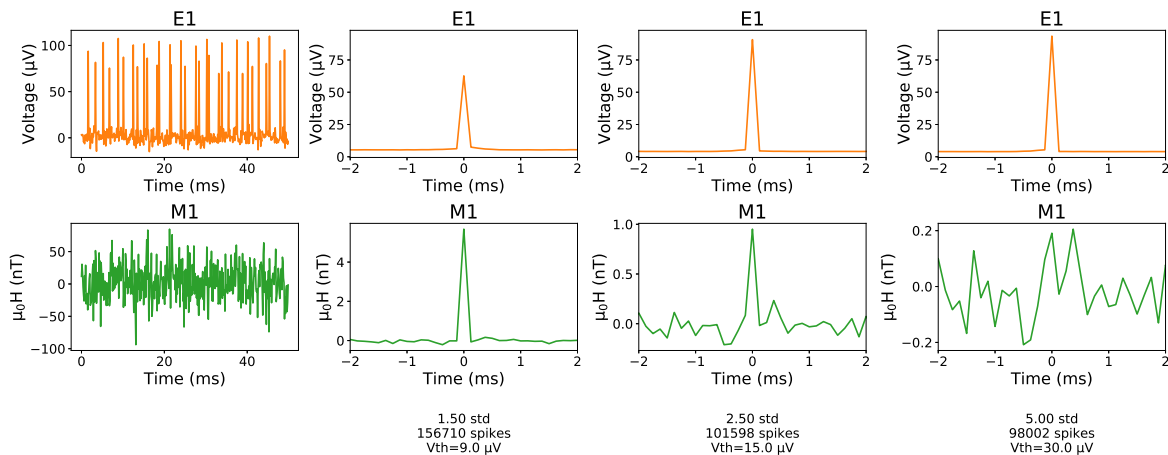 E1
E1
E1
E1
Voltage (μV)
100
50
0
0
20
40
Time (ms)
Voltage (μV)
75
50
25
0
−2
−1
0
1
2
Time (ms)
Voltage (μV)
75
50
25
0
−2
−1
0
1
2
Time (ms)
Voltage (μV)
75
50
25
0
−2
−1
0
1
2
Time (ms)
M1
M1
M1
M1
μ₀H (nT)
50
0
−50
−100
0
20
40
Time (ms)
μ₀H (nT)
4
2
0
−2
−1
0
1
2
Time (ms)
μ₀H (nT)
1.0
0.5
0.0
−2
−1
0
1
2
Time (ms)
μ₀H (nT)
0.2
0.0
−0.2
−2
−1
0
1
2
Time (ms)
1.50 std
156710 spikes
Vth=9.0 μV
2.50 std
101598 spikes
Vth=15.0 μV
5.00 std
98002 spikes
Vth=30.0 μV